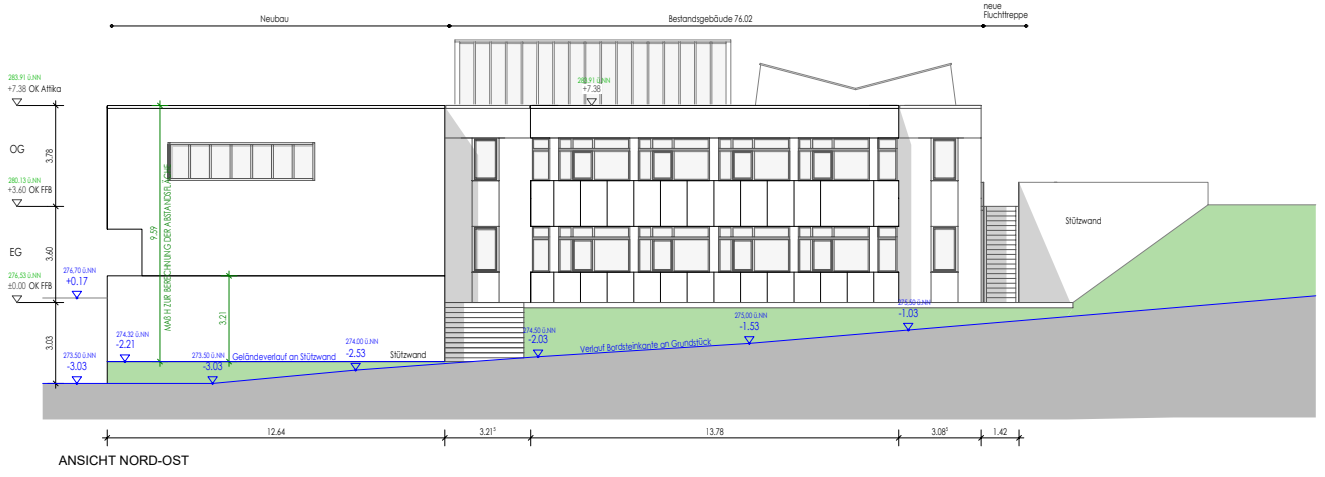 Neubau
Bestandsgebäude 76.02
neue
Fluchttreppe
283.91 ü.NN
+7.38 OK Attika
283.91 ü.NN
+7.38
OG
3.78
280.13 ü.NN
+3.60 OK FFB
9.59
MAß H ZUR BERECHNUNG DER ABSTANDSFLÄCHE
Stützwand
EG
3.60
276,53 ü.NN
±0.00 OK FFB
276,70 ü.NN
+0.17
3.21
3.03
274.32 ü.NN
-2.21
273.50 ü.NN
-3.03
273.50 ü.NN
-3.03
Geländeverlauf an Stützwand
274.00 ü.NN
-2.53
Stützwand
274,50 ü.NN
-2.03
Verlauf Bordsteinkante an Grundstück
275,00 ü.NN
-1.53
275,50 ü.NN
-1.03
12.64
3.21⁵
13.78
3.08⁵
1.42
ANSICHT NORD-OST